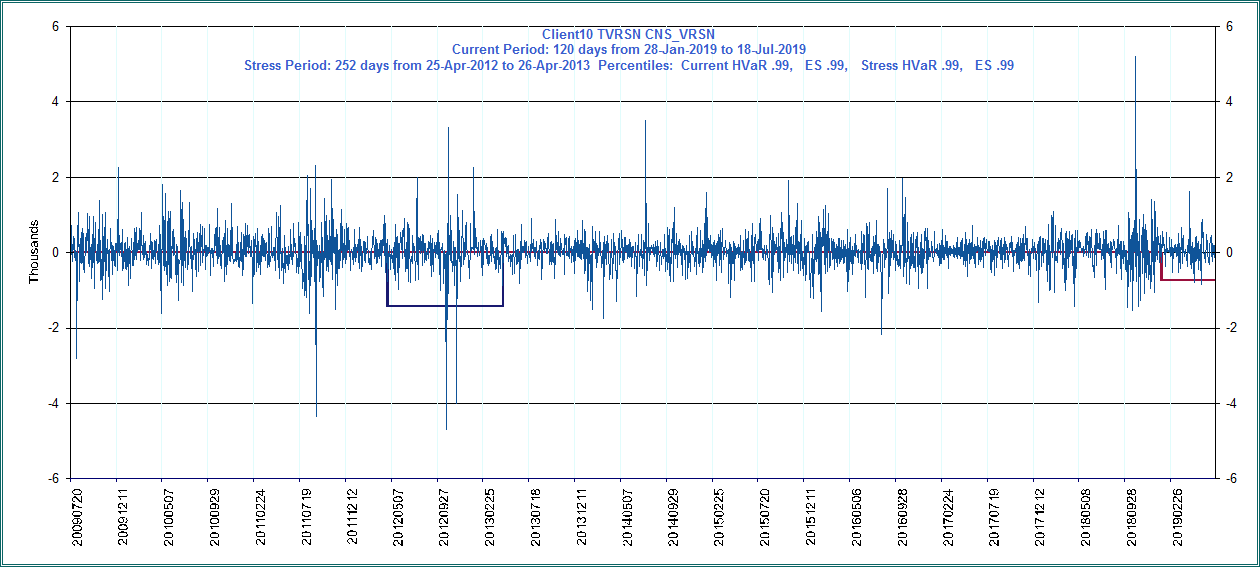 Client10 TVRSN CNS_VRSN
Current Period: 120 days from 28-Jan-2019 to 18-Jul-2019
Stress Period: 252 days from 25-Apr-2012 to 26-Apr-2013 Percentiles: Current HVaR .99, ES .99, Stress HVaR .99, ES .99
6 6
4 4
2 2
0 0
-2 -2
-4 -4
-6 -6
Thousands
20090720 20091211 20100507 20100929 20110224 20110719 20111212 20120507 20120927 20130225 20130718 20131211 20140507 20140929 20150225 20150720 20151211 20160506 20160928 20170224 20170719 20171212 20180508 20180928 20190226